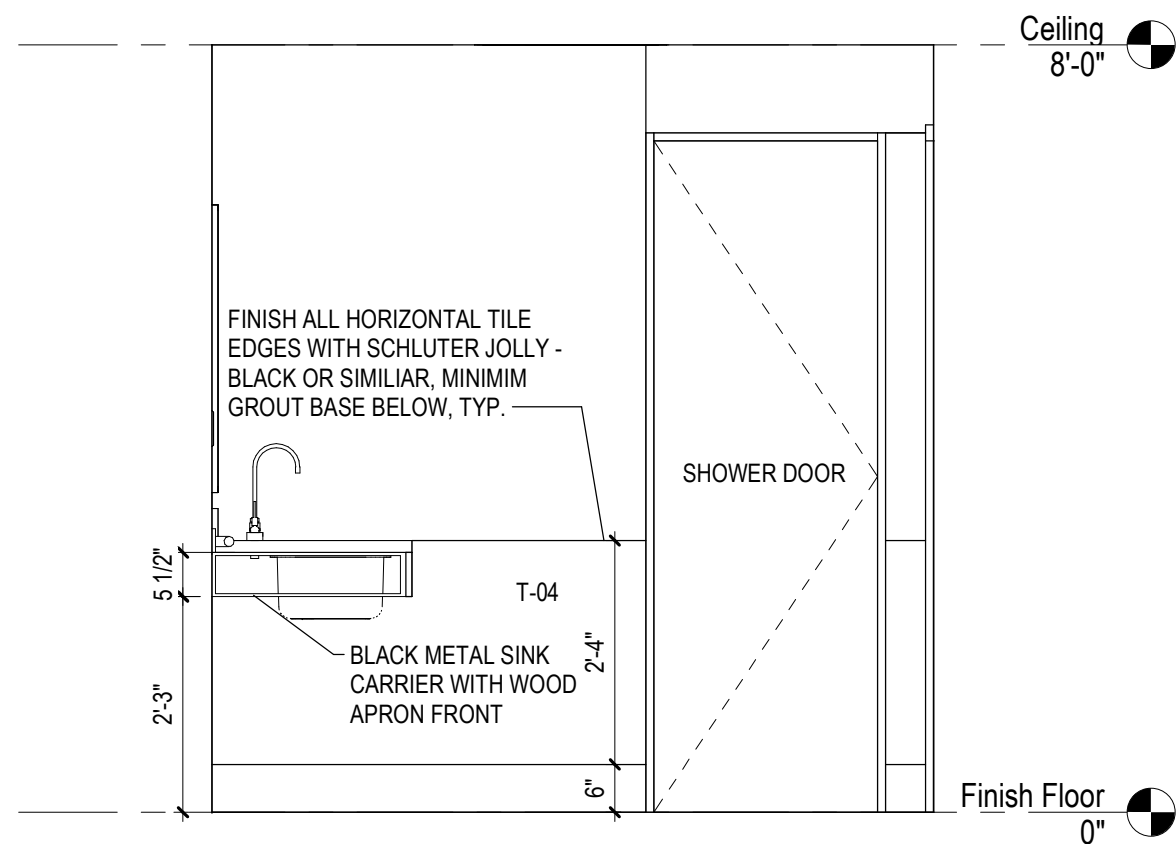 Ceiling
8'-0"
FINISH ALL HORIZONTAL TILE
EDGES WITH SCHLUTER JOLLY -
BLACK OR SIMILIAR, MINIMIM
GROUT BASE BELOW, TYP.
SHOWER DOOR
5 1/2"
T-04
2'-4"
BLACK METAL SINK
CARRIER WITH WOOD
APRON FRONT
2'-3"
6"
Finish Floor
0"